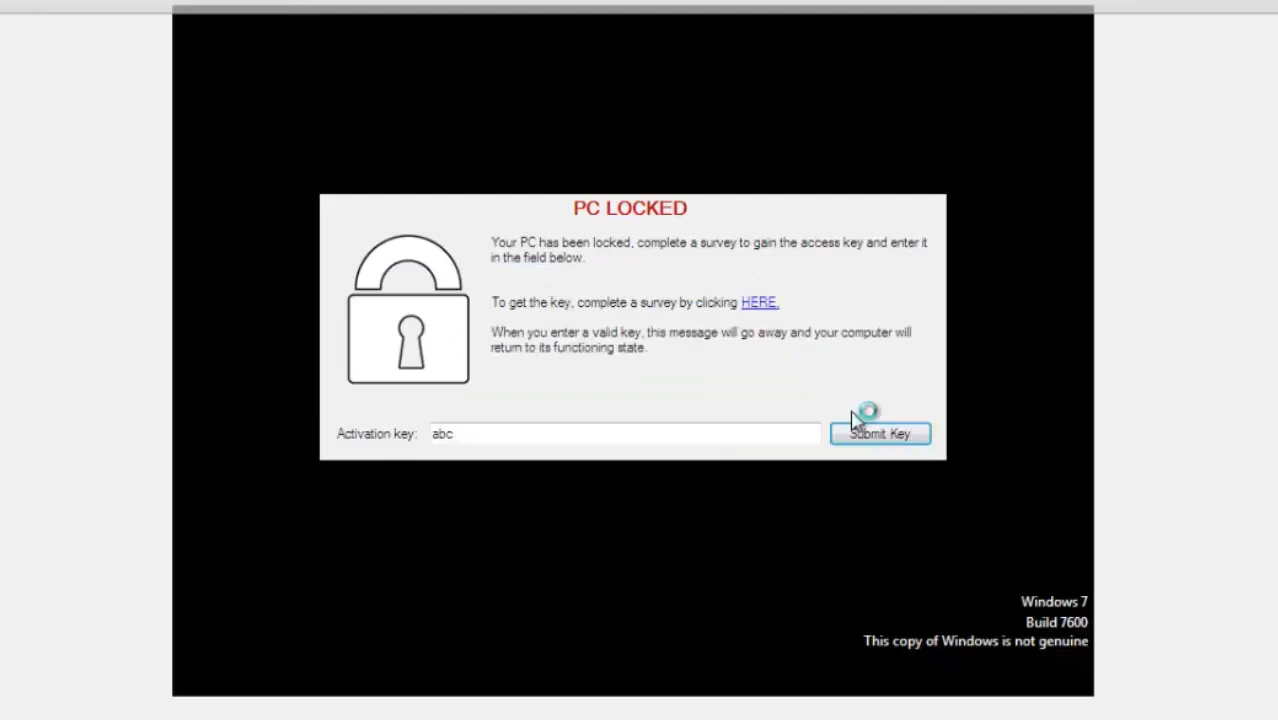 PC LOCKED
Your PC has been locked, complete a survey to gain the access key and enter it
in the field below.
To get the key, complete a survey by clicking HERE.
When you enter a valid key, this message will go away and your computer will
return to its functioning state.
Activation key: abc Submit Key
Windows 7
Build 7600
This copy of Windows is not genuine